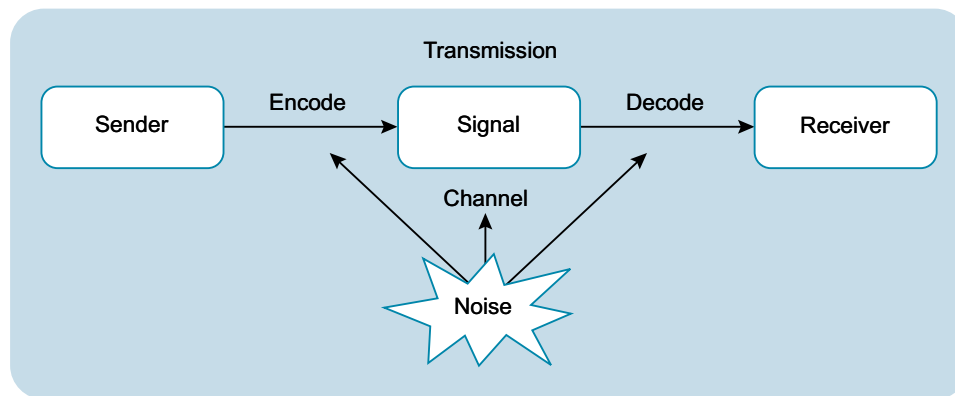 Transmission
Encode
Decode
Sender
Signal
Receiver
Channel
Noise